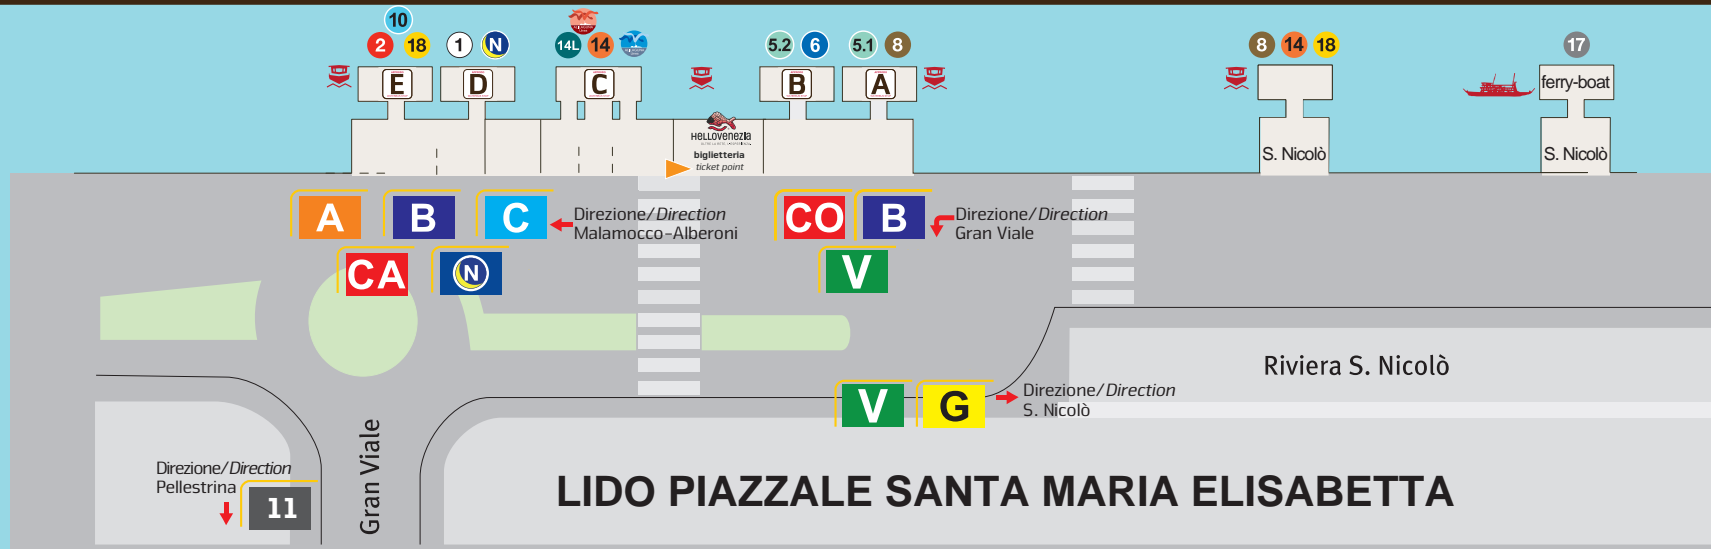 10
2 18 1 N 14L 14 5.2 6 5.1 8 8 14 18 17
E D C B A ferry-boat
HELLOVENEZIA
biglietteria
ticket point
S. Nicolò S. Nicolò
A B C
Direzione/Direction
Malamocco-Alberoni
CO B
Direzione/Direction
Gran Viale
CA N V
Riviera S. Nicolò
V G
Direzione/Direction
S. Nicolò
Gran Viale
Direzione/Direction
Pellestrina
11
LIDO PIAZZALE SANTA MARIA ELISABETTA